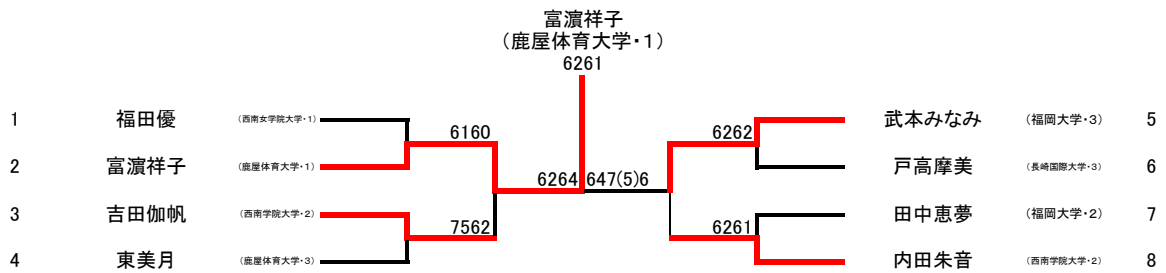 富濵祥子
(鹿屋体育大学・1)
6261
1 福田優 (西南女学院大学・1)
2 富濵祥子 (鹿屋体育大学・1)
3 吉田伽帆 (西南学院大学・2)
4 東美月 (鹿屋体育大学・3)
6160
7562
6264
647(5)6
6262
6261
武本みなみ (福岡大学・3) 5
戸高摩美 (長崎国際大学・3) 6
田中恵夢 (福岡大学・2) 7
内田朱音 (西南学院大学・2) 8